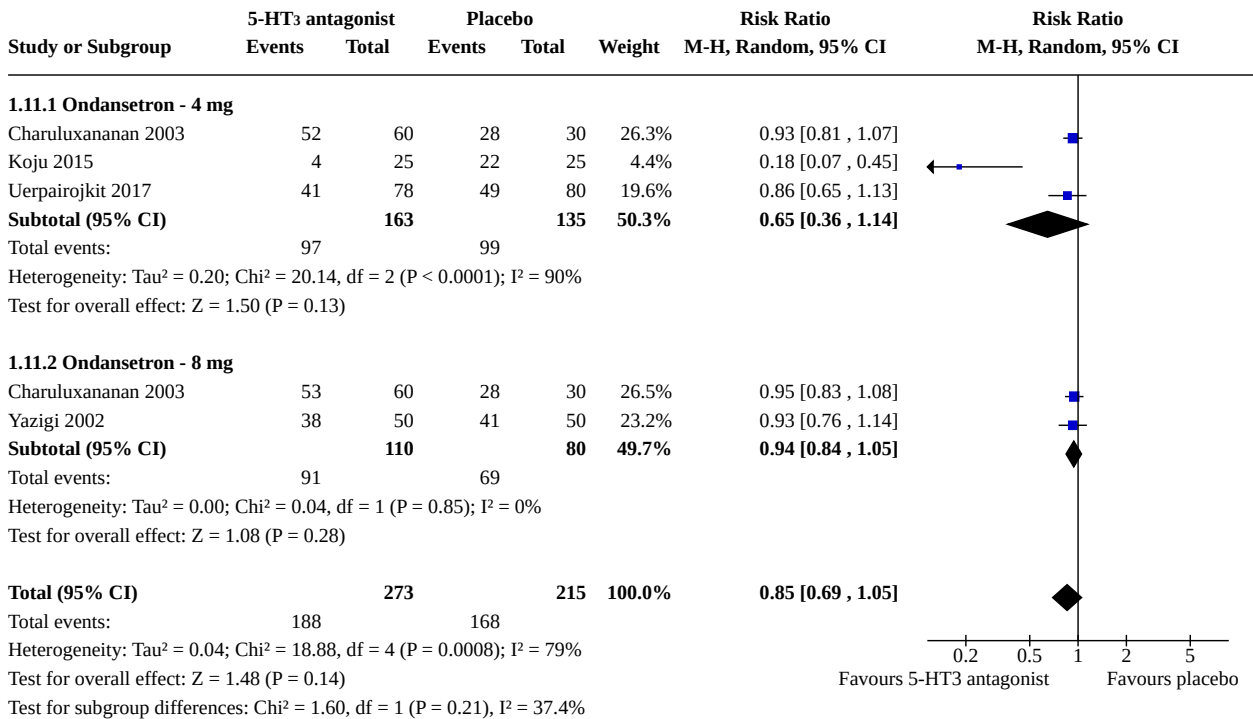 5-HT₃ antagonist Placebo Risk Ratio Risk Ratio
Study or Subgroup Events Total Events Total Weight M-H, Random, 95% CI M-H, Random, 95% CI
1.11.1 Ondansetron - 4 mg
Charuluxananan 2003 52 60 28 30 26.3% 0.93 [0.81 , 1.07]
Koju 2015 4 25 22 25 4.4% 0.18 [0.07 , 0.45]
Uerpairojkit 2017 41 78 49 80 19.6% 0.86 [0.65 , 1.13]
Subtotal (95% CI) 163 135 50.3% 0.65 [0.36 , 1.14]
Total events: 97 99
Heterogeneity: Tau² = 0.20; Chi² = 20.14, df = 2 (P < 0.0001); I² = 90%
Test for overall effect: Z = 1.50 (P = 0.13)
1.11.2 Ondansetron - 8 mg
Charuluxananan 2003 53 60 28 30 26.5% 0.95 [0.83 , 1.08]
Yazigi 2002 38 50 41 50 23.2% 0.93 [0.76 , 1.14]
Subtotal (95% CI) 110 80 49.7% 0.94 [0.84 , 1.05]
Total events: 91 69
Heterogeneity: Tau² = 0.00; Chi² = 0.04, df = 1 (P = 0.85); I² = 0%
Test for overall effect: Z = 1.08 (P = 0.28)
Total (95% CI) 273 215 100.0% 0.85 [0.69 , 1.05]
Total events: 188 168
Heterogeneity: Tau² = 0.04; Chi² = 18.88, df = 4 (P = 0.0008); I² = 79%
0.2 0.5 1 2 5
Test for overall effect: Z = 1.48 (P = 0.14) Favours 5-HT3 antagonist Favours placebo
Test for subgroup differences: Chi² = 1.60, df = 1 (P = 0.21), I² = 37.4%